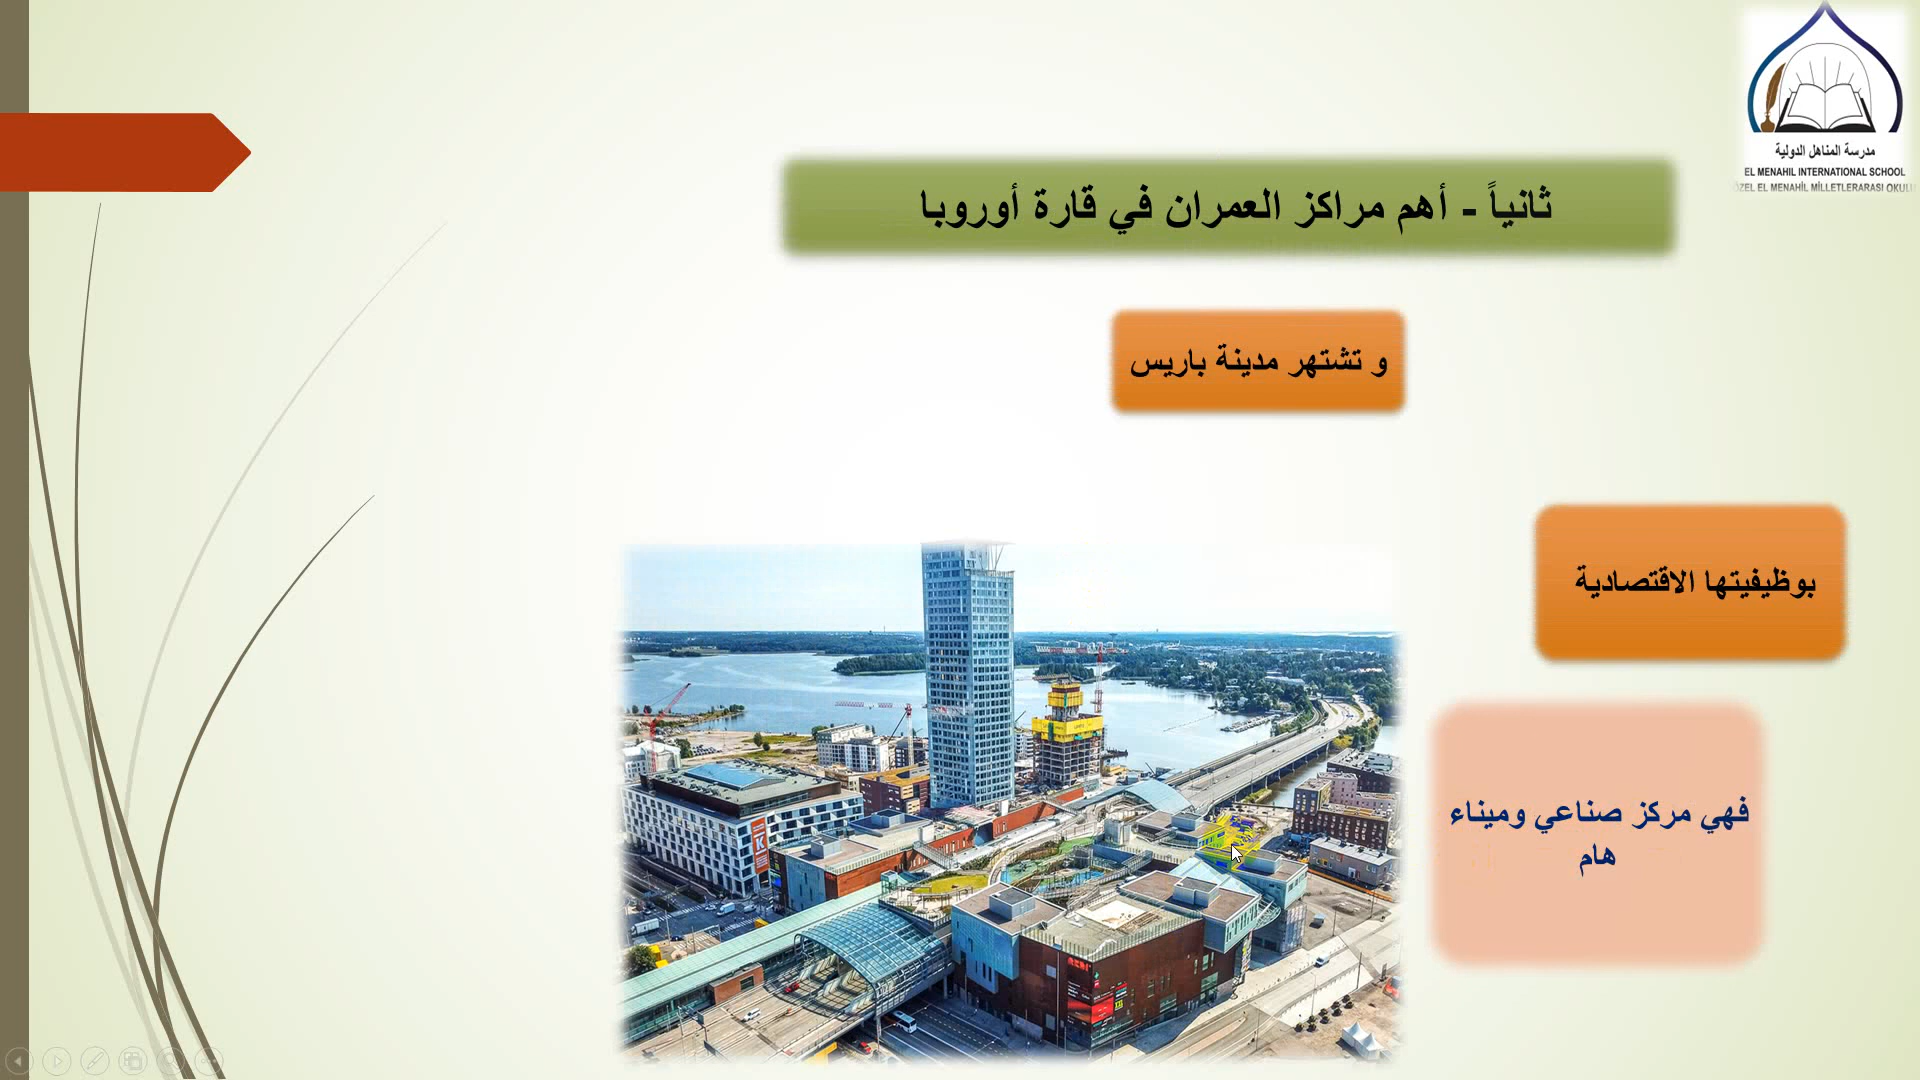 مدرسة المناهل الدولية
EL MENAHIL INTERNATIONAL SCHOOL
ÖZEL EL MENAHİL MİLLETLERARASI OKULU
ثانياً - أهم مراكز العمران في قارة أوروبا
و تشتهر مدينة باريس
بوظيفيتها الاقتصادية
فهي مركز صناعي وميناء
هام